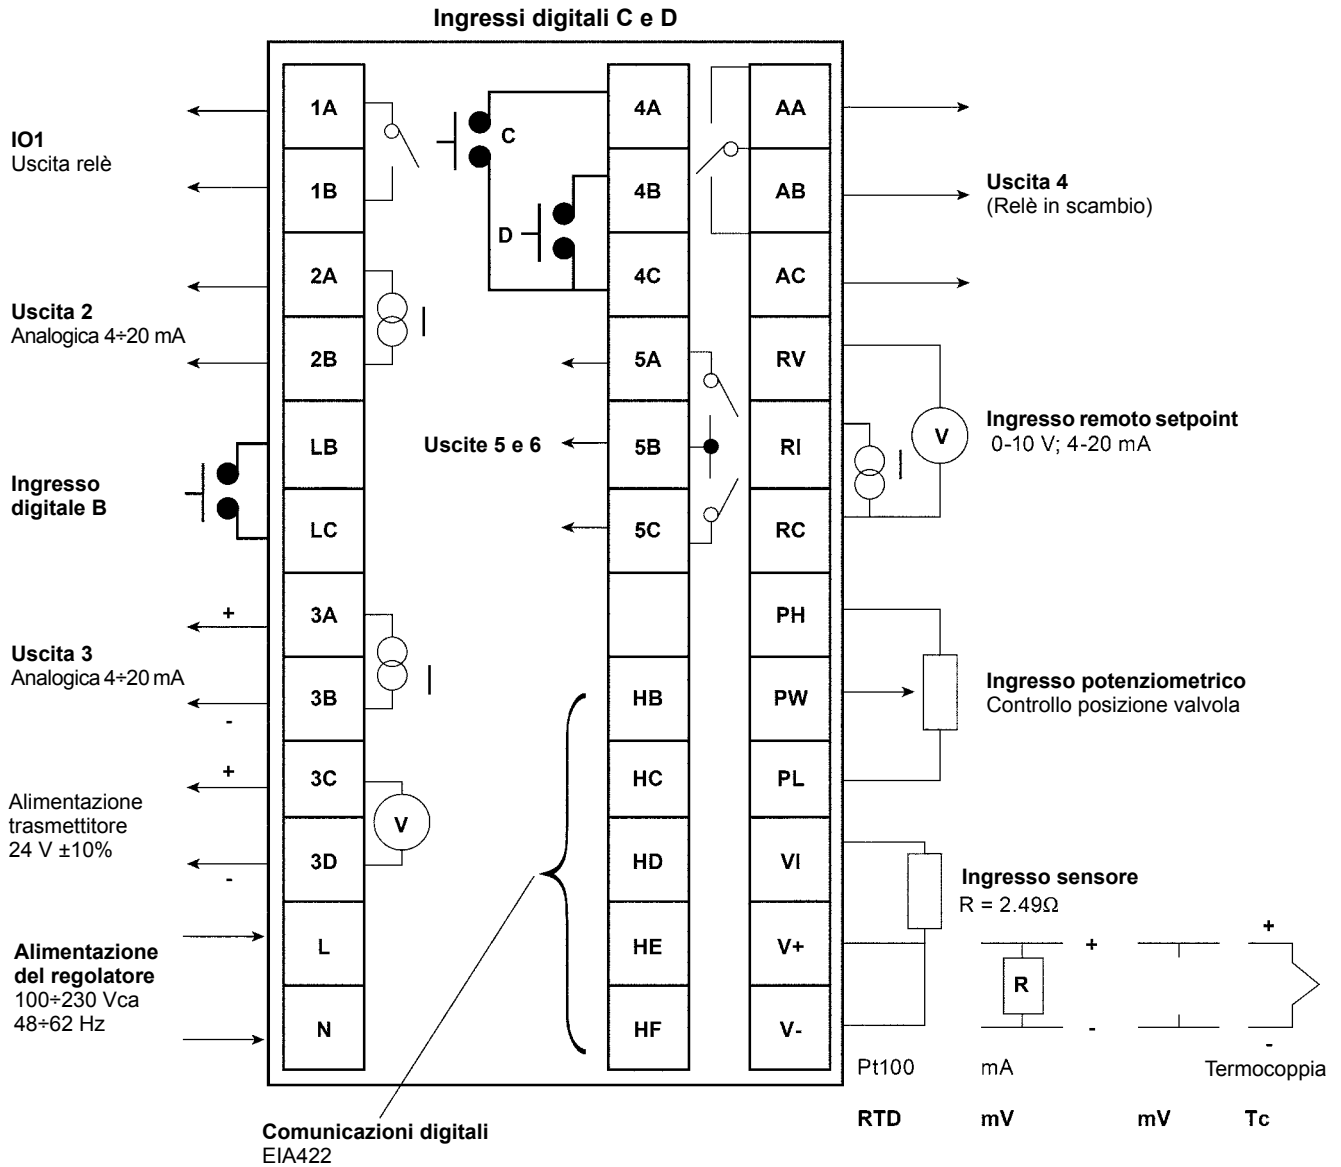 Ingressi digitali C e D
IO1
Uscita relè
Uscita 2
Analogica 4÷20 mA
Ingresso
digitale B
+
Uscita 3
Analogica 4÷20 mA
-
+
Alimentazione
trasmettitore
24 V ±10%
-
Alimentazione
del regolatore
100÷230 Vca
48÷62 Hz
1A
1B
2A
2B
LB
LC
3A
3B
3C
3D
L
N
V
C
D
Uscite 5 e 6
4A
4B
4C
5A
5B
5C
HB
HC
HD
HE
HF
AA
AB
AC
RV
RI
RC
PH
PW
PL
VI
V+
V-
Uscita 4
(Relè in scambio)
V
Ingresso remoto setpoint
0-10 V; 4-20 mA
Ingresso potenziometrico
Controllo posizione valvola
Ingresso sensore
R = 2.49Ω
+
+
R
-
-
Pt100
mA
Termocoppia
RTD
mV
mV
Tc
Comunicazioni digitali
EIA422